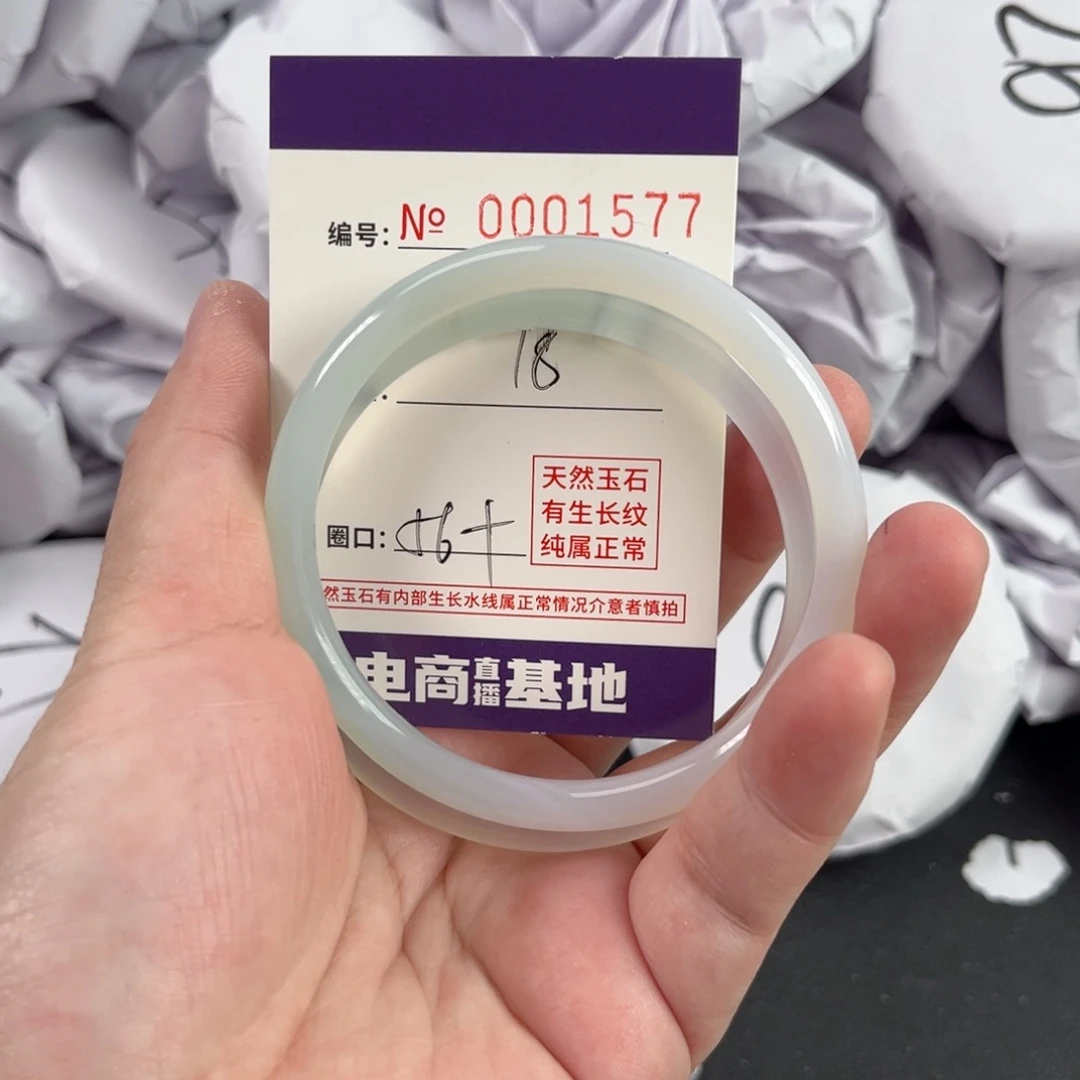 编号: № 0001577
18
圈口: 56+
天然玉石
有生长纹
纯属正常
然玉石有内部生长水线属正常情况介意者慎拍
电商直播基地